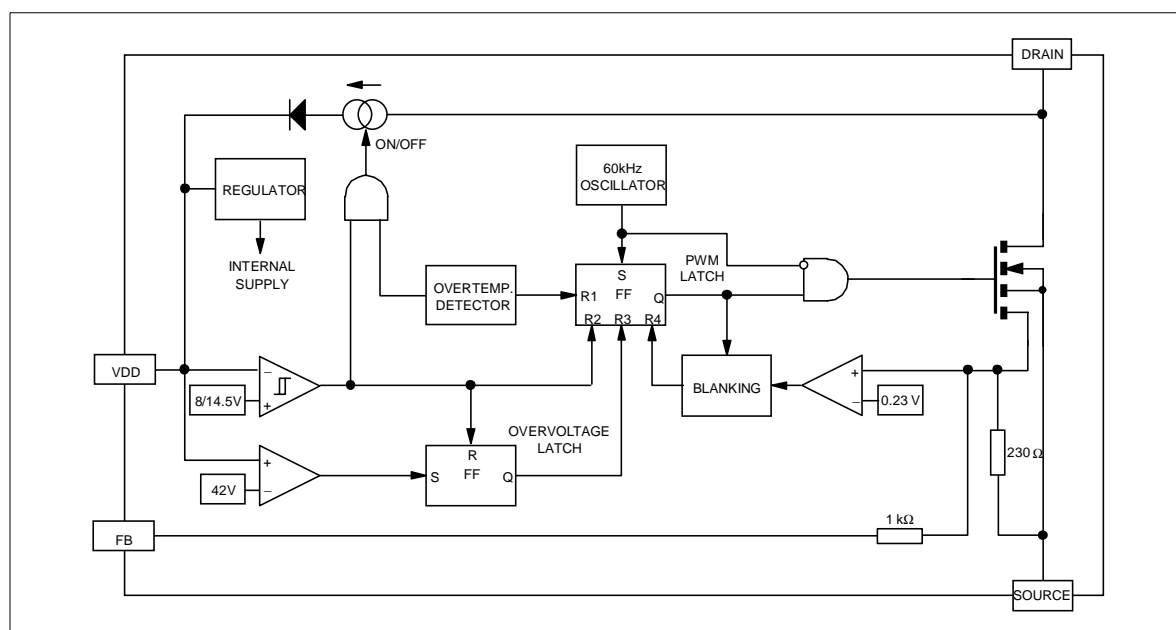 DRAIN
ON/OFF
REGULATOR
INTERNAL
SUPPLY
60kHz
OSCILLATOR
PWM
LATCH
OVERTEMP.
DETECTOR
S
FF
Q
R1
R2 R3 R4
VDD
8/14.5V
−
+
BLANKING
+
−
0.23 V
OVERVOLTAGE
LATCH
R
FF
S
Q
+
−
42V
230 Ω
1 kΩ
FB
SOURCE